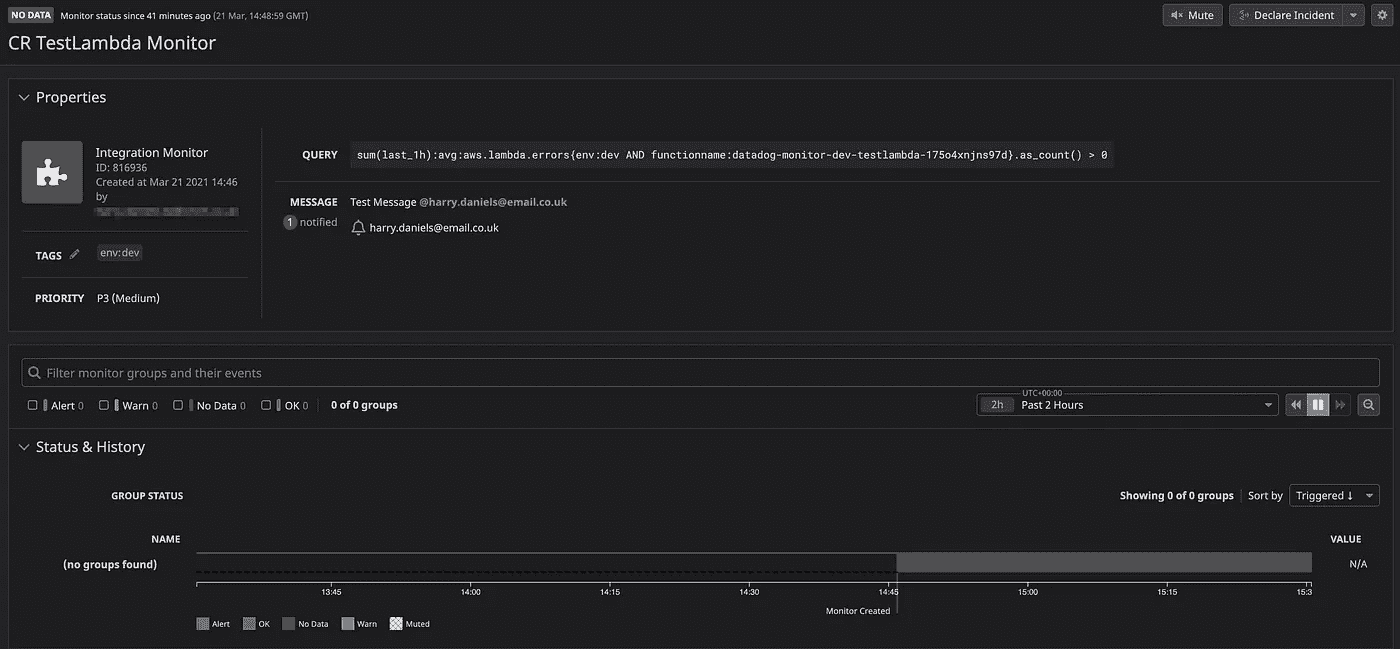 NO DATA Monitor status since 41 minutes ago (21 Mar, 14:48:59 GMT)
Mute Declare Incident
CR TestLambda Monitor
Properties
Integration Monitor
ID: 816936
Created at Mar 21 2021 14:46
by
TAGS env:dev
PRIORITY P3 (Medium)
QUERY sum(last_1h):avg:aws.lambda.errors{env:dev AND functionname:datadog-monitor-dev-testlambda-175o4xnjns97d}.as_count() > 0
MESSAGE Test Message @harry.daniels@email.co.uk
1 notified harry.daniels@email.co.uk
Filter monitor groups and their events
Alert 0 Warn 0 No Data 0 OK 0 0 of 0 groups
UTC+00:00
2h Past 2 Hours
Status & History
GROUP STATUS Showing 0 of 0 groups Sort by Triggered ↓
NAME VALUE
(no groups found) N/A
13:45 14:00 14:15 14:30 14:45 15:00 15:15 15:3
Monitor Created
Alert OK No Data Warn Muted